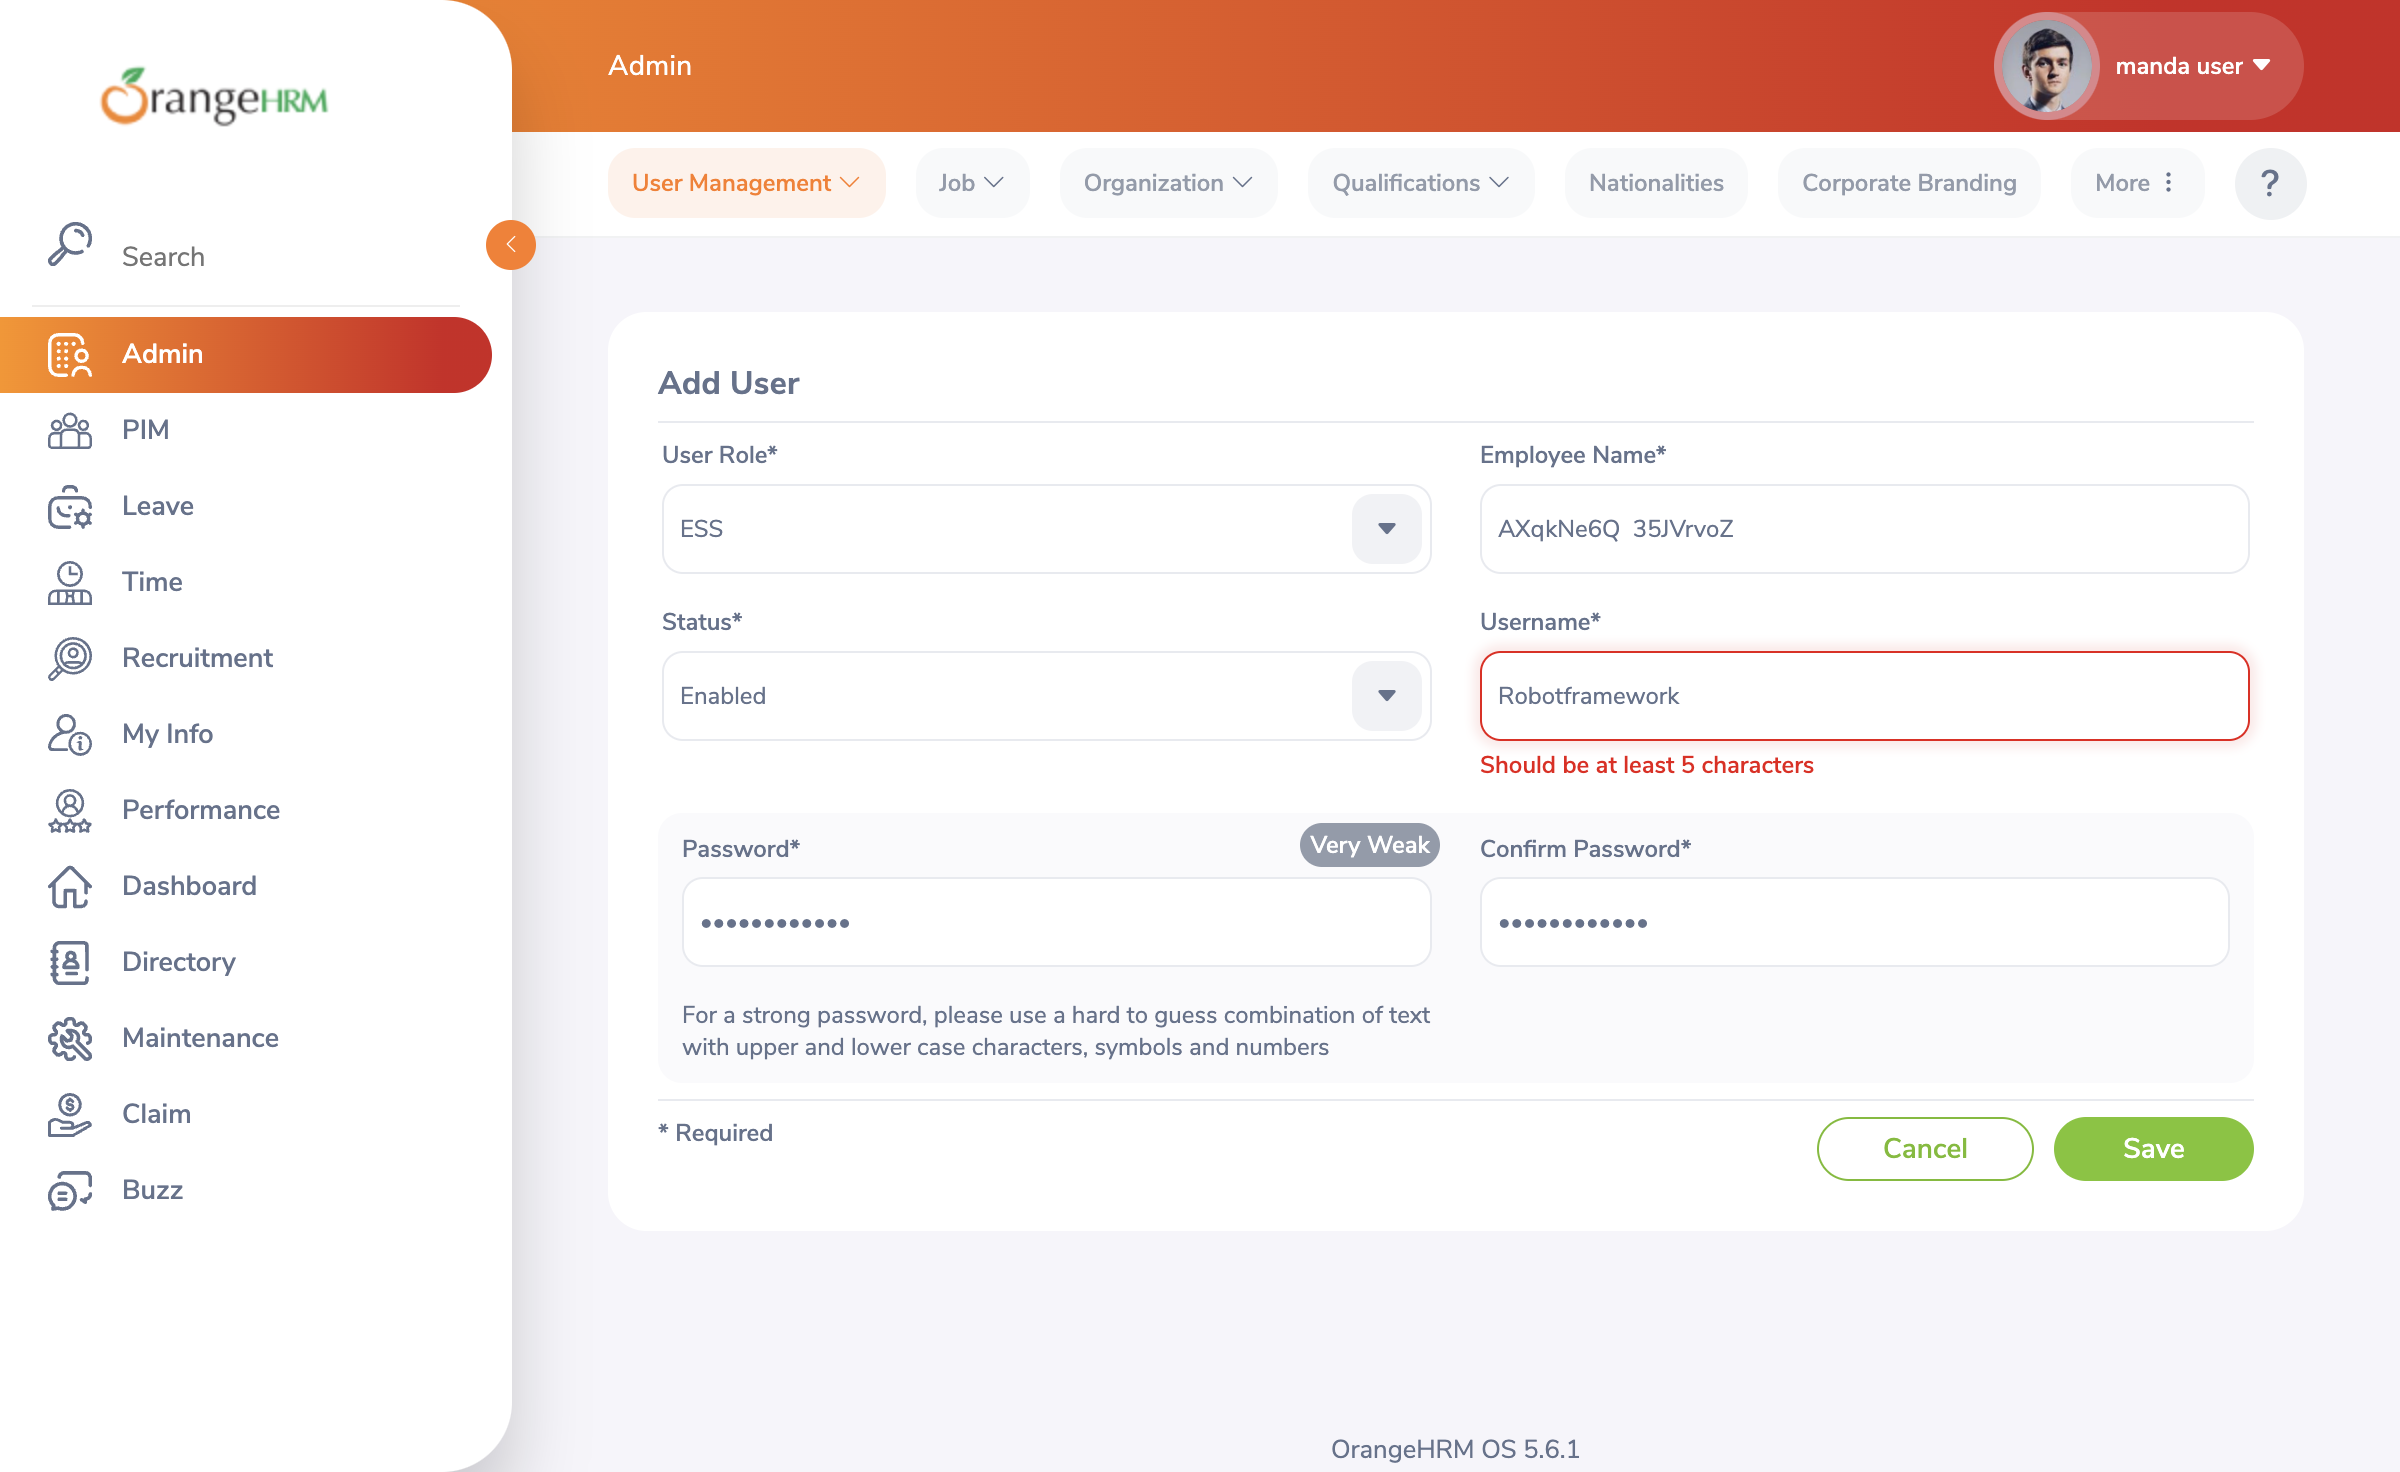 OrangeHRM
Search
Admin
PIM
Leave
Time
Recruitment
My Info
Performance
Dashboard
Directory
Maintenance
Claim
Buzz
Admin
manda user
User Management
Job
Organization
Qualifications
Nationalities
Corporate Branding
More
?
Add User
User Role*
Employee Name*
ESS
AXqkNe6Q  35JVrvoZ
Status*
Username*
Enabled
Robotframework
Should be at least 5 characters
Password*
Very Weak
Confirm Password*
For a strong password, please use a hard to guess combination of text
with upper and lower case characters, symbols and numbers
* Required
Cancel
Save
OrangeHRM OS 5.6.1